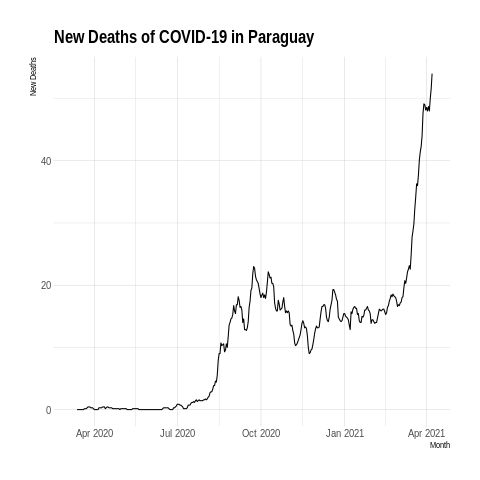 New Deaths of COVID-19 in Paraguay
New Deaths
40
20
0
Apr 2020 Jul 2020 Oct 2020 Jan 2021 Apr 2021
Month